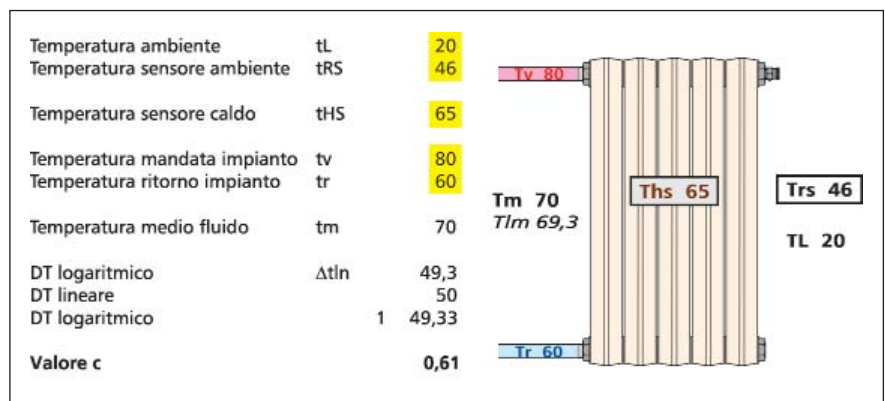 Temperatura ambiente tL 20
Temperatura sensore ambiente tRS 46
Temperatura sensore caldo tHS 65
Temperatura mandata impianto tv 80
Temperatura ritorno impianto tr 60
Temperatura medio fluido tm 70
DT logaritmico Δtln 49,3
DT lineare 50
DT logaritmico 1 49,33
Valore c 0,61
Tv 80
Tm 70
Tlm 69,3
Ths 65
Trs 46
TL 20
Tr 60